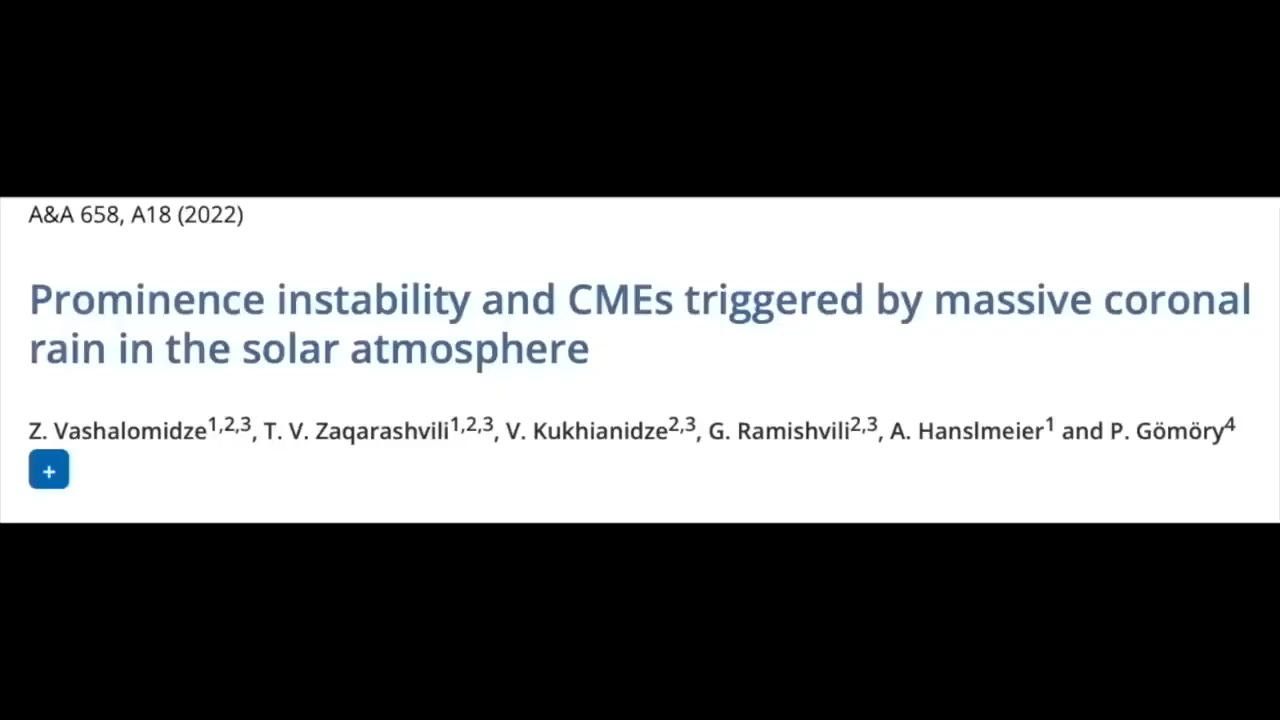 A&A 658, A18 (2022)
Prominence instability and CMEs triggered by massive coronal
rain in the solar atmosphere
Z. Vashalomidze1,2,3, T. V. Zaqarashvili1,2,3, V. Kukhianidze2,3, G. Ramishvili2,3, A. Hanslmeier1 and P. Gömöry4
+